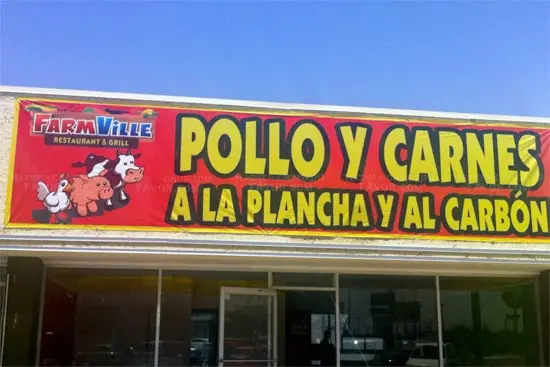 FARMVILLE
RESTAURANT & GRILL
POLLO Y CARNES
A LA PLANCHA Y AL CARBÓN